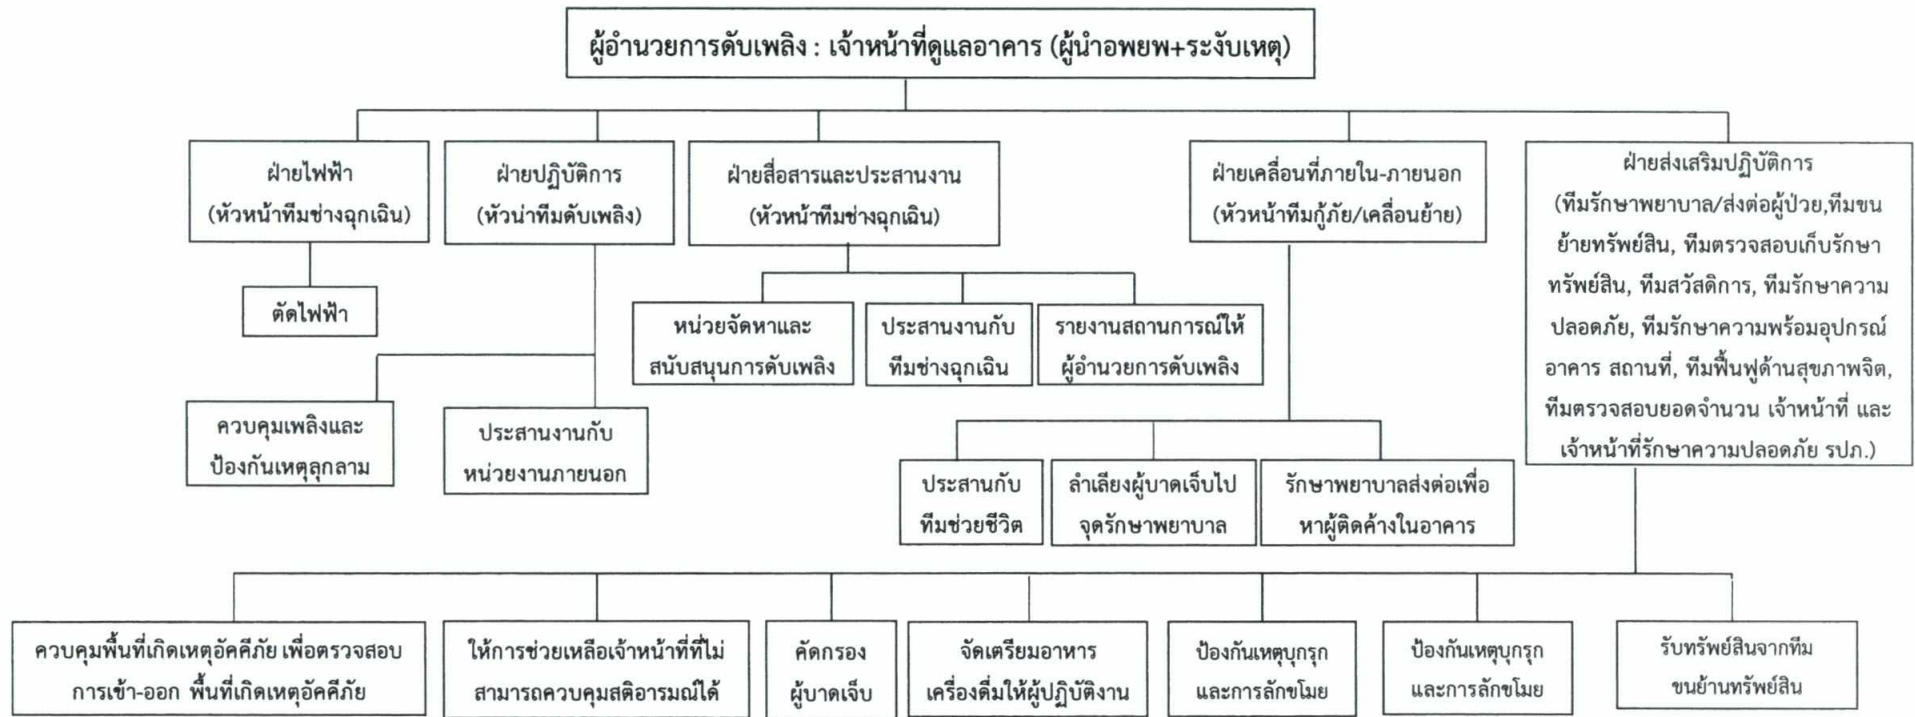 ผู้อำนวยการดับเพลิง : เจ้าหน้าที่ดูแลอาคาร (ผู้นำอพยพ+ระงับเหตุ)
ฝ่ายไฟฟ้า
(หัวหน้าทีมช่างฉุกเฉิน)
ฝ่ายปฏิบัติการ
(หัวน่าทีมดับเพลิง)
ฝ่ายสื่อสารและประสานงาน
(หัวหน้าทีมช่างฉุกเฉิน)
ฝ่ายเคลื่อนที่ภายใน-ภายนอก
(หัวหน้าทีมกู้ภัย/เคลื่อนย้าย)
ฝ่ายส่งเสริมปฏิบัติการ
(ทีมรักษาพยาบาล/ส่งต่อผู้ป่วย,ทีมขน
ย้ายทรัพย์สิน, ทีมตรวจสอบเก็บรักษา
ทรัพย์สิน, ทีมสวัสดิการ, ทีมรักษาความ
ปลอดภัย, ทีมรักษาความพร้อมอุปกรณ์
อาคาร สถานที่, ทีมฟื้นฟูด้านสุขภาพจิต,
ทีมตรวจสอบยอดจำนวน เจ้าหน้าที่ และ
เจ้าหน้าที่รักษาความปลอดภัย รปภ.)
ตัดไฟฟ้า
หน่วยจัดหาและ
สนับสนุนการดับเพลิง
ประสานงานกับ
ทีมช่างฉุกเฉิน
รายงานสถานการณ์ให้
ผู้อำนวยการดับเพลิง
ควบคุมเพลิงและ
ป้องกันเหตุลุกลาม
ประสานงานกับ
หน่วยงานภายนอก
ประสานกับ
ทีมช่วยชีวิต
ลำเลียงผู้บาดเจ็บไป
จุดรักษาพยาบาล
รักษาพยาบาลส่งต่อเพื่อ
หาผู้ติดค้างในอาคาร
ควบคุมพื้นที่เกิดเหตุอัคคีภัย เพื่อตรวจสอบ
การเข้า-ออก พื้นที่เกิดเหตุอัคคีภัย
ให้การช่วยเหลือเจ้าหน้าที่ที่ไม่
สามารถควบคุมสติอารมณ์ได้
คัดกรอง
ผู้บาดเจ็บ
จัดเตรียมอาหาร
เครื่องดื่มให้ผู้ปฏิบัติงาน
ป้องกันเหตุบุกรุก
และการลักขโมย
ป้องกันเหตุบุกรุก
และการลักขโมย
รับทรัพย์สินจากทีม
ขนย้านทรัพย์สิน